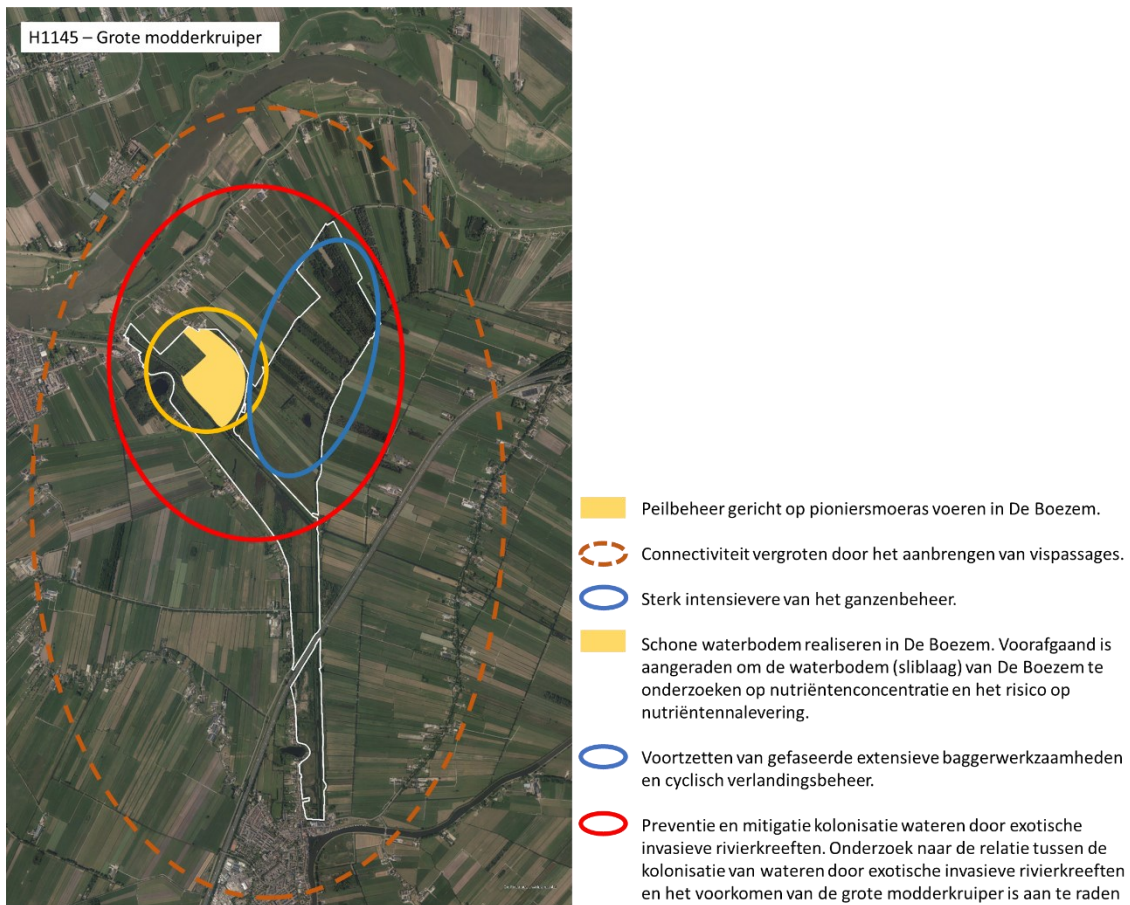 H1145 – Grote modderkruiper
Peilbeheer gericht op pioniersmoeras voeren in De Boezem.
Connectiviteit vergroten door het aanbrengen van vispassages.
Sterk intensievere van het ganzenbeheer.
Schone waterbodem realiseren in De Boezem. Voorafgaand is
aangeraden om de waterbodem (sliblaag) van De Boezem te
onderzoeken op nutriëntenconcentratie en het risico op
nutriëntennalevering.
Voortzetten van gefaseerde extensieve baggerwerkzaamheden
en cyclisch verlandingsbeheer.
Preventie en mitigatie kolonisatie wateren door exotische
invasieve rivierkreeften. Onderzoek naar de relatie tussen de
kolonisatie van wateren door exotische invasieve rivierkreeften
en het voorkomen van de grote modderkruiper is aan te raden